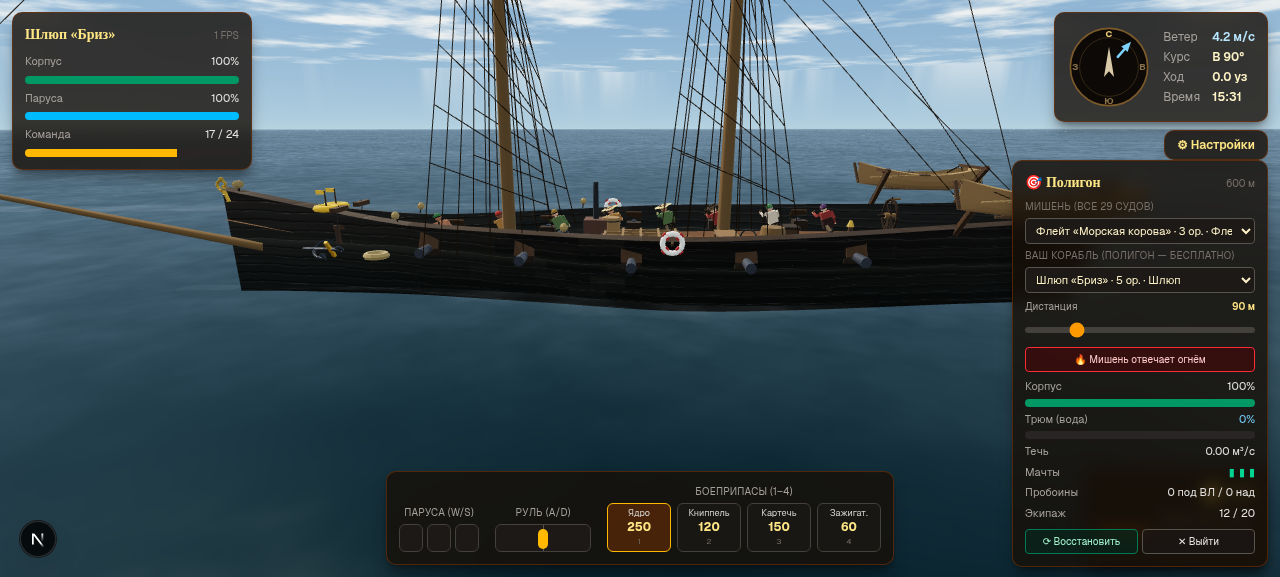 Шлюп «Бриз»
1 FPS
Корпус 100%
Паруса 100%
Команда 17 / 24
С
З В
Ю
Ветер 4.2 м/с
Курс В 90°
Ход 0.0 уз
Время 15:31
⚙ Настройки
🎯 Полигон 600 м
МИШЕНЬ (ВСЕ 29 СУДОВ)
Флейт «Морская корова» · 3 ор. · Фле
ВАШ КОРАБЛЬ (ПОЛИГОН — БЕСПЛАТНО)
Шлюп «Бриз» · 5 ор. · Шлюп
Дистанция 90 м
🔥 Мишень отвечает огнём
Корпус 100%
Трюм (вода) 0%
Течь 0.00 м³/с
Мачты
Пробоины 0 под ВЛ / 0 над
Экипаж 12 / 20
⟳ Восстановить ✕ Выйти
ПАРУСА (W/S)
РУЛЬ (A/D)
БОЕПРИПАСЫ (1–4)
Ядро
250
1
Книппель
120
2
Картечь
150
3
Зажигат.
60
4
N